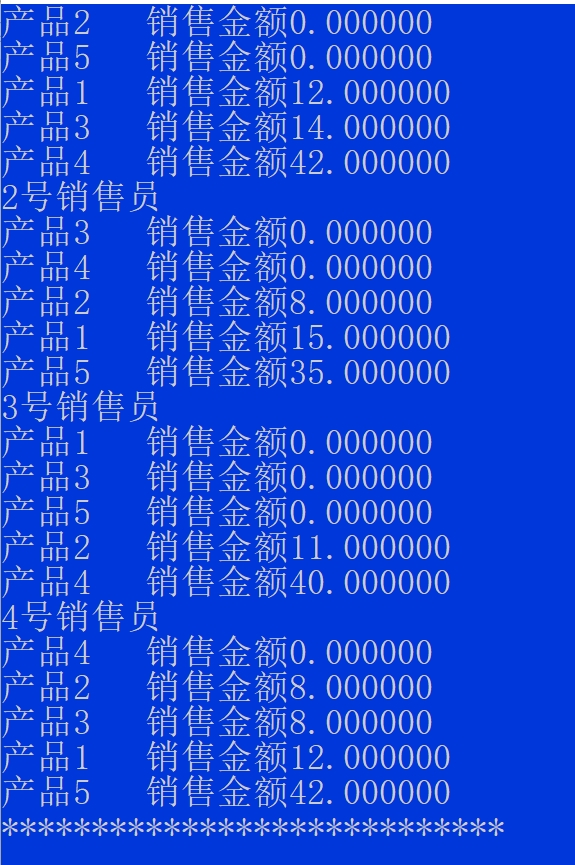 产品2   销售金额0.000000
产品5   销售金额0.000000
产品1   销售金额12.000000
产品3   销售金额14.000000
产品4   销售金额42.000000
2号销售员
产品3   销售金额0.000000
产品4   销售金额0.000000
产品2   销售金额8.000000
产品1   销售金额15.000000
产品5   销售金额35.000000
3号销售员
产品1   销售金额0.000000
产品3   销售金额0.000000
产品5   销售金额0.000000
产品2   销售金额11.000000
产品4   销售金额40.000000
4号销售员
产品4   销售金额0.000000
产品2   销售金额8.000000
产品3   销售金额8.000000
产品1   销售金额12.000000
产品5   销售金额42.000000
****************************